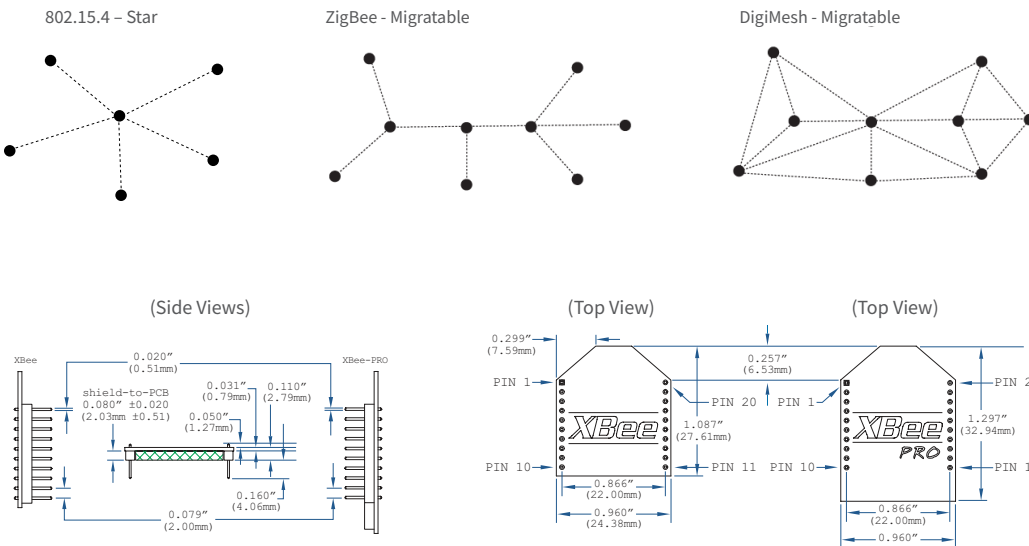 802.15.4 – Star
ZigBee - Migratable
DigiMesh - Migratable
(Side Views)
(Top View)
(Top View)
XBee
0.020”
(0.51mm)
XBee-PRO
shield-to-PCB
0.080” ±0.020
(2.03mm ±0.51)
0.031”
(0.79mm)
0.110”
(2.79mm)
0.050”
(1.27mm)
0.160”
(4.06mm)
0.079”
(2.00mm)
0.299”
(7.59mm)
0.257”
(6.53mm)
PIN 1
PIN 20
PIN 1
PIN 2
1.087”
(27.61mm)
1.297”
(32.94mm)
XBee
XBee
PRO
PIN 10
PIN 11
PIN 10
PIN 1
0.866”
(22.00mm)
0.960”
(24.38mm)
0.866”
(22.00mm)
0.960”